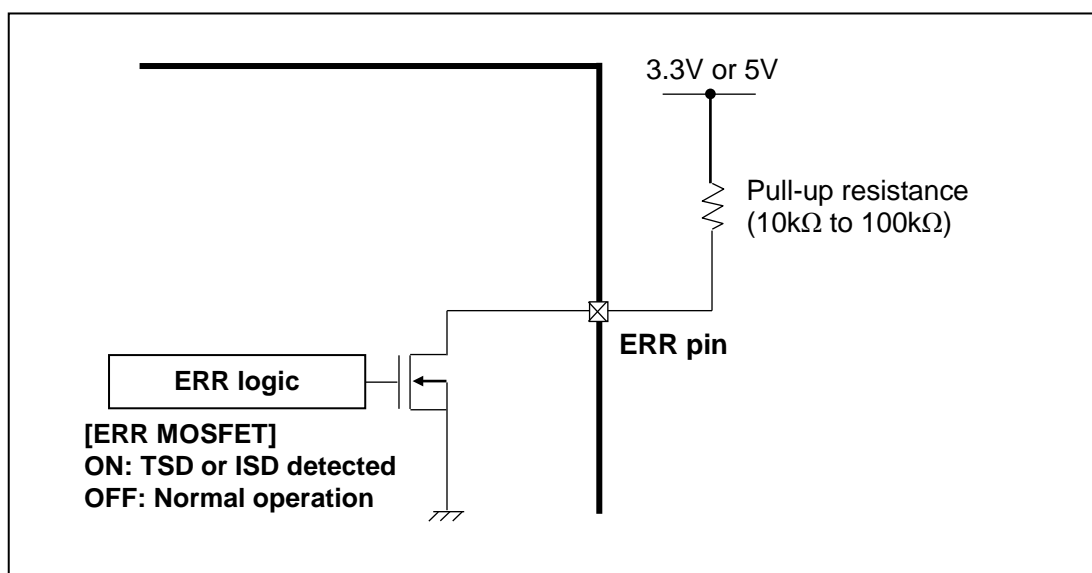 3.3V or 5V
Pull-up resistance
(10kΩ to 100kΩ)
ERR pin
ERR logic
[ERR MOSFET]
ON: TSD or ISD detected
OFF: Normal operation